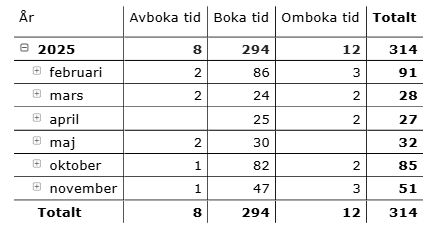 År Avboka tid Boka tid Omboka tid Totalt
2025 8 294 12 314
februari 2 86 3 91
mars 2 24 2 28
april 25 2 27
maj 2 30 32
oktober 1 82 2 85
november 1 47 3 51
Totalt 8 294 12 314